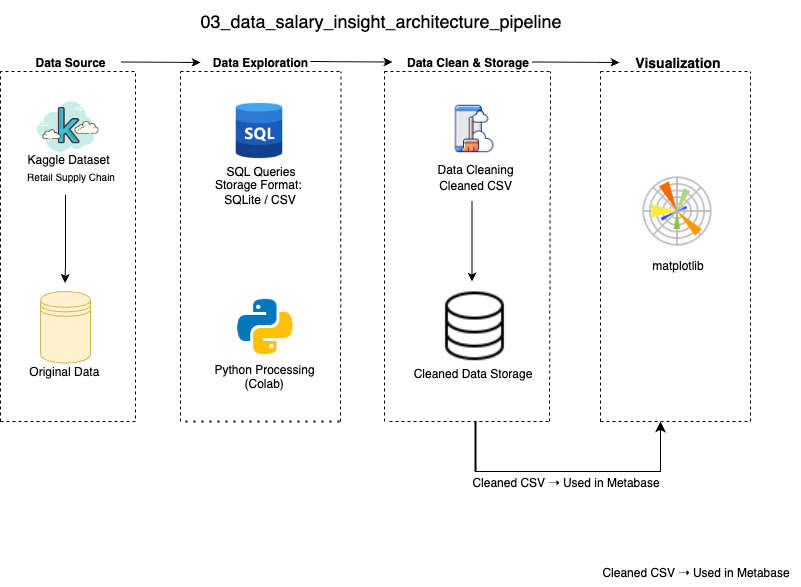 03_data_salary_insight_architecture_pipeline
Data Source
Data Exploration
Data Clean & Storage
Visualization
k
Kaggle Dataset
Retail Supply Chain
Original Data
SQL
SQL Queries
Storage Format:
SQLite / CSV
Python Processing
(Colab)
Data Cleaning
Cleaned CSV
Cleaned Data Storage
matplotlib
Cleaned CSV → Used in Metabase
Cleaned CSV → Used in Metabase